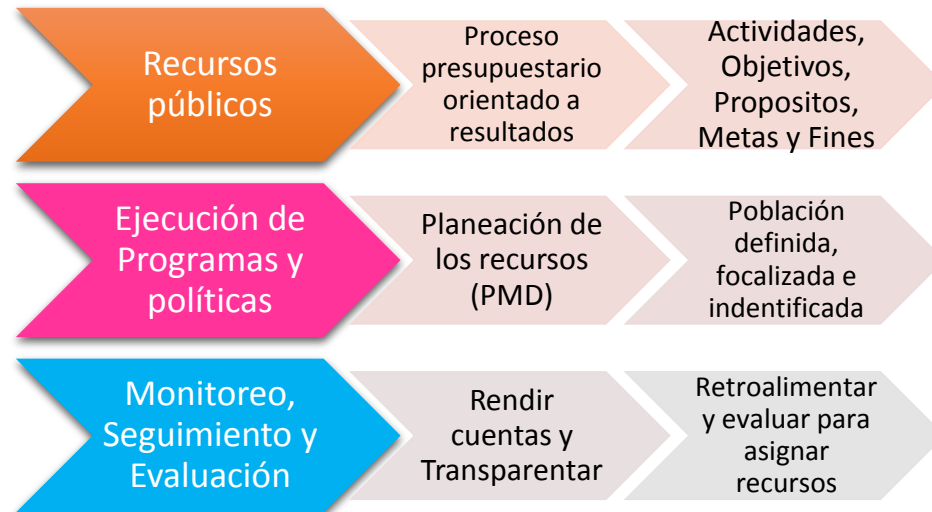 Recursos
públicos
Proceso
presupuestario
orientado a
resultados
Actividades,
Objetivos,
Propositos,
Metas y Fines
Ejecución de
Programas y
políticas
Planeación de
los recursos
(PMD)
Población
definida,
focalizada e
indentificada
Monitoreo,
Seguimiento y
Evaluación
Rendir
cuentas y
Transparentar
Retroalimentar
y evaluar para
asignar
recursos